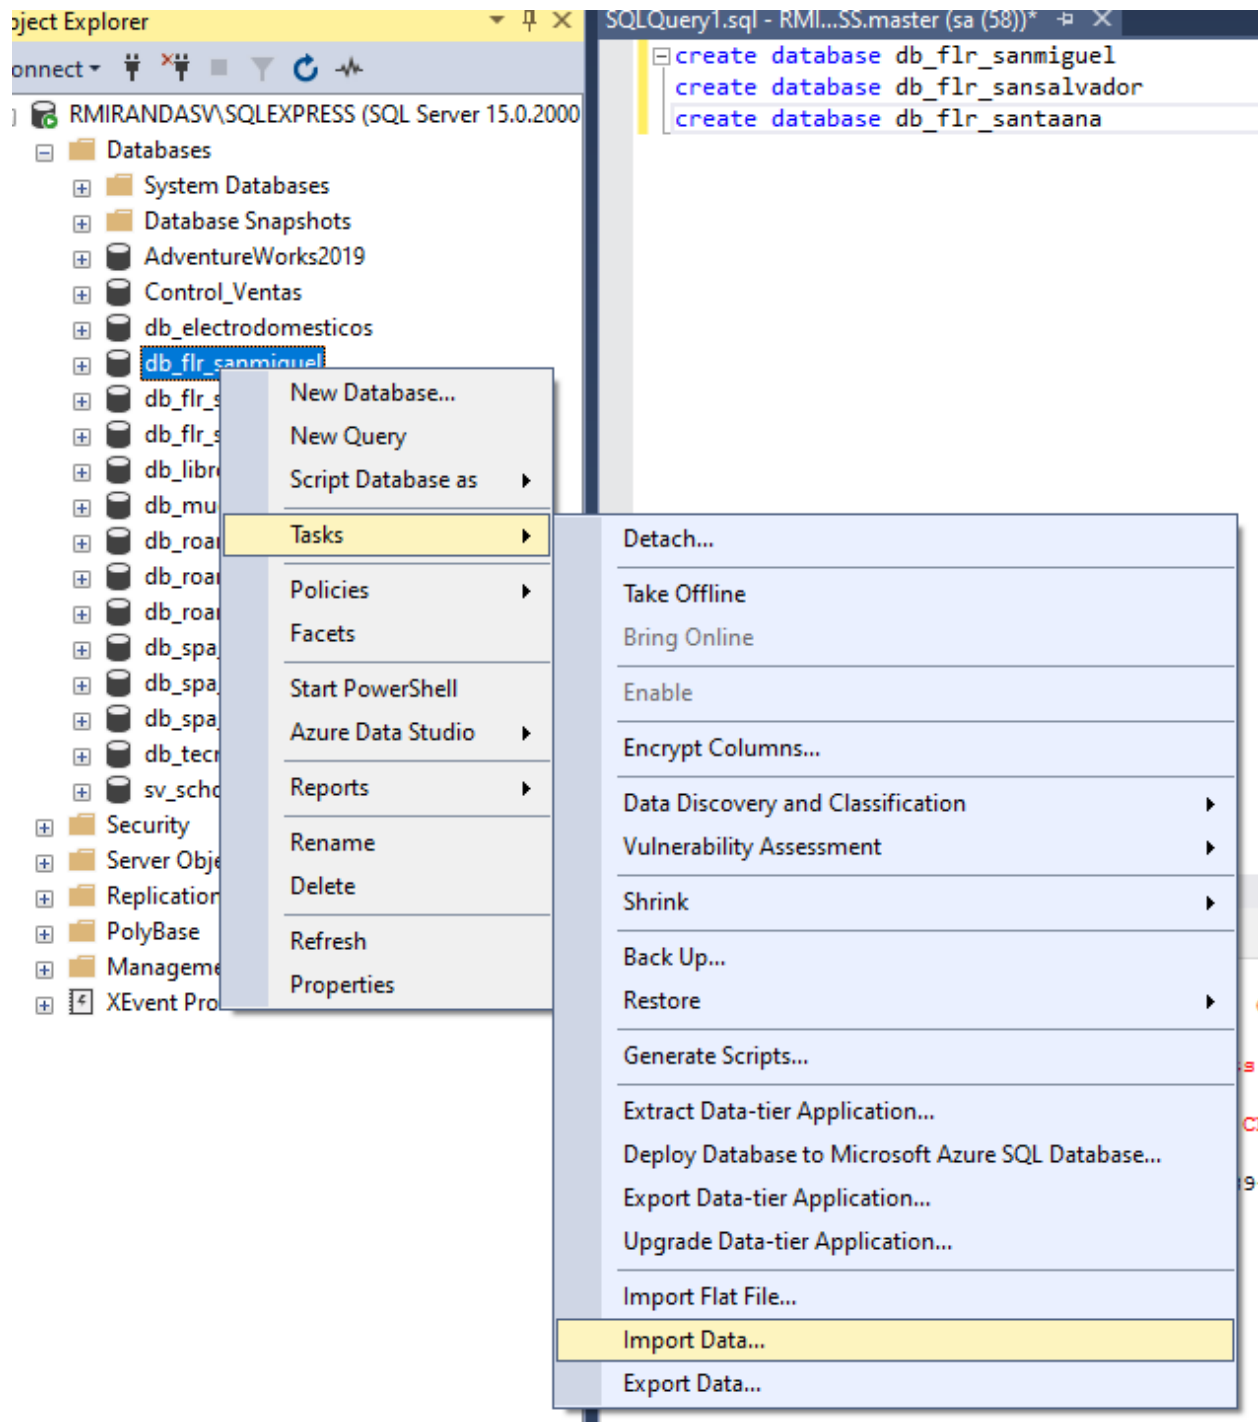 ject Explorer
onnect
RMIRANDASV\SQLEXPRESS (SQL Server 15.0.2000
Databases
System Databases
Database Snapshots
AdventureWorks2019
Control_Ventas
db_electrodomesticos
db_flr_sanmiguel
db_flr_s
db_flr_s
db_libr
db_mu
db_roa
db_roa
db_roa
db_spa_
db_spa_
db_spa_
db_tecr
sv_scho
Security
Server Obje
Replication
PolyBase
Manageme
XEvent Pro
SQLQuery1.sql - RMI...SS.master (sa (58))*
create database db_flr_sanmiguel
create database db_flr_sansalvador
create database db_flr_santaana
New Database...
New Query
Script Database as
Tasks
Policies
Facets
Start PowerShell
Azure Data Studio
Reports
Rename
Delete
Refresh
Properties
Detach...
Take Offline
Bring Online
Enable
Encrypt Columns...
Data Discovery and Classification
Vulnerability Assessment
Shrink
Back Up...
Restore
Generate Scripts...
Extract Data-tier Application...
Deploy Database to Microsoft Azure SQL Database...
Export Data-tier Application...
Upgrade Data-tier Application...
Import Flat File...
Import Data...
Export Data...